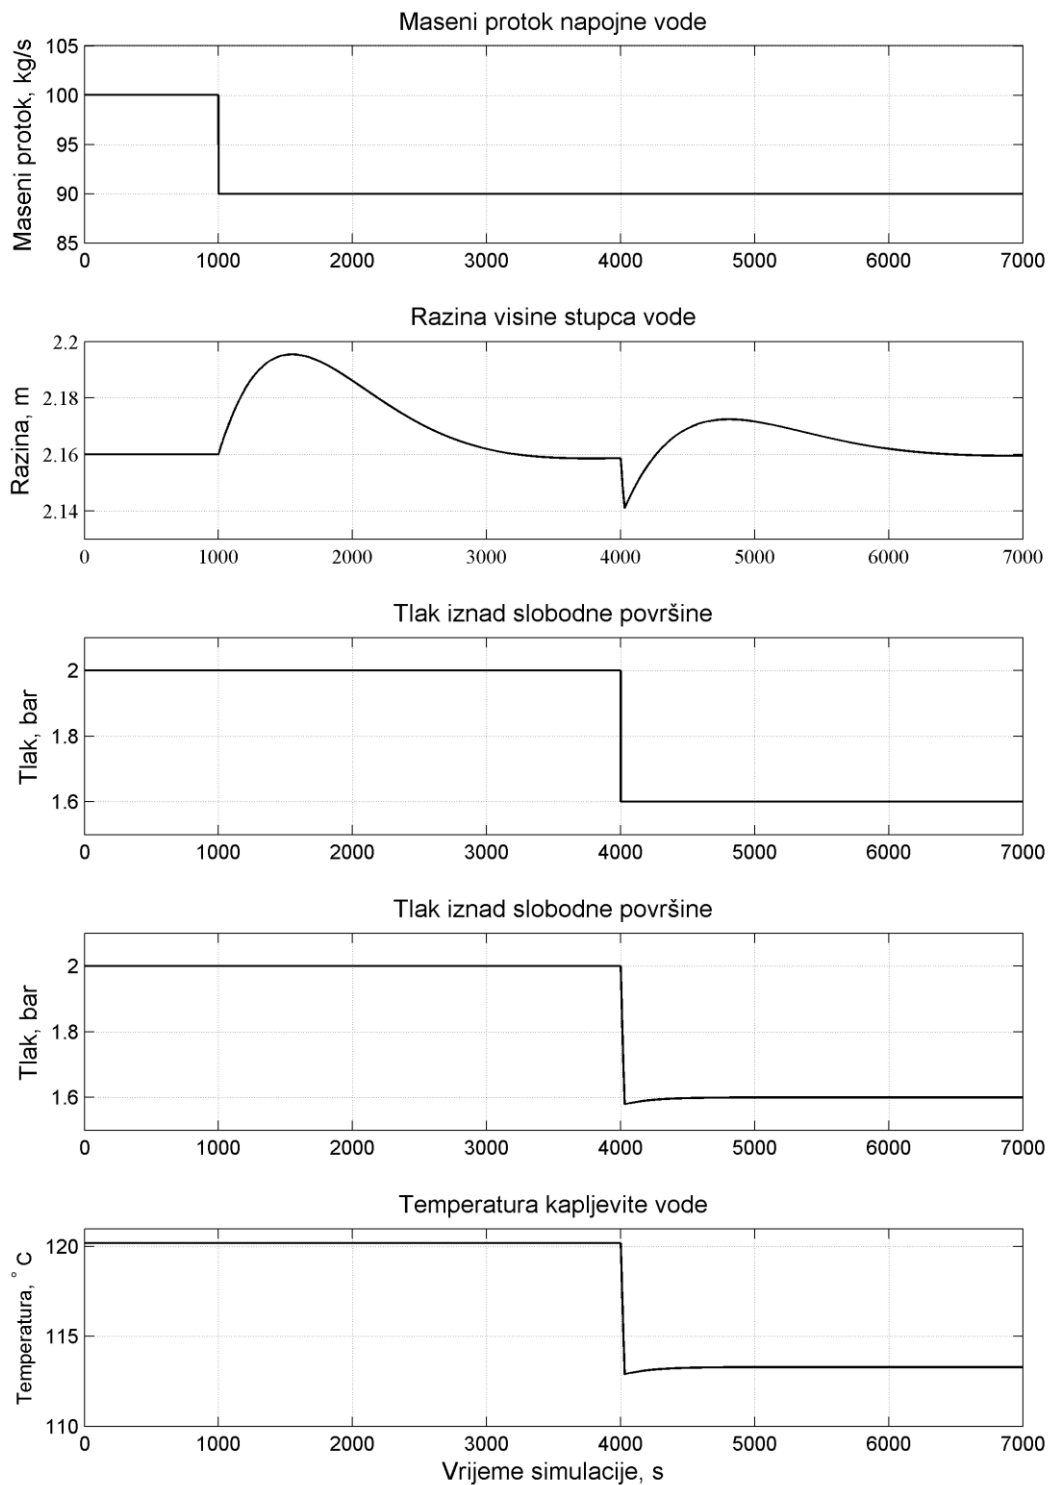 Maseni protok napojne vode
Maseni protok, kg/s
105
100
95
90
85
0 1000 2000 3000 4000 5000 6000 7000
Razina visine stupca vode
Razina, m
2.2
2.18
2.16
2.14
0 1000 2000 3000 4000 5000 6000 7000
Tlak iznad slobodne površine
Tlak, bar
2
1.8
1.6
0 1000 2000 3000 4000 5000 6000 7000
Tlak iznad slobodne površine
Tlak, bar
2
1.8
1.6
0 1000 2000 3000 4000 5000 6000 7000
Temperatura kapljevite vode
Temperatura, ° C
120
115
110
0 1000 2000 3000 4000 5000 6000 7000
Vrijeme simulacije, s